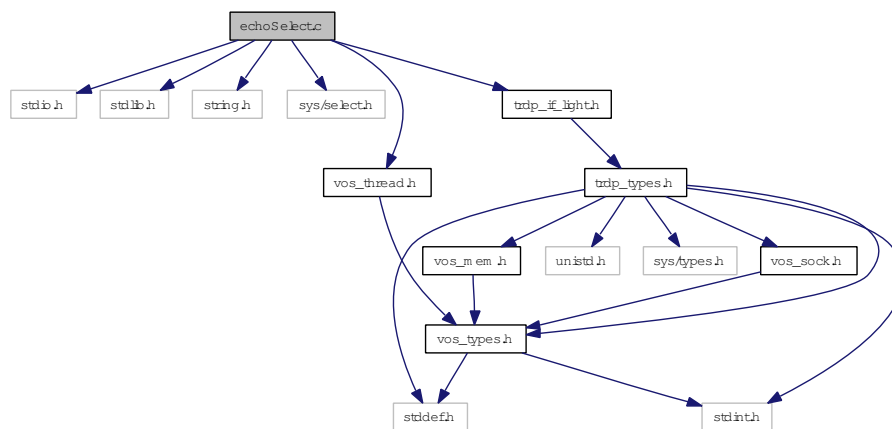 echoSelect.c
stdio.h
stdlib.h
string.h
sys/select.h
trdp_if_light.h
vos_thread.h
trdp_types.h
vos_mem.h
unistd.h
sys/types.h
vos_sock.h
vos_types.h
stddef.h
stdint.h